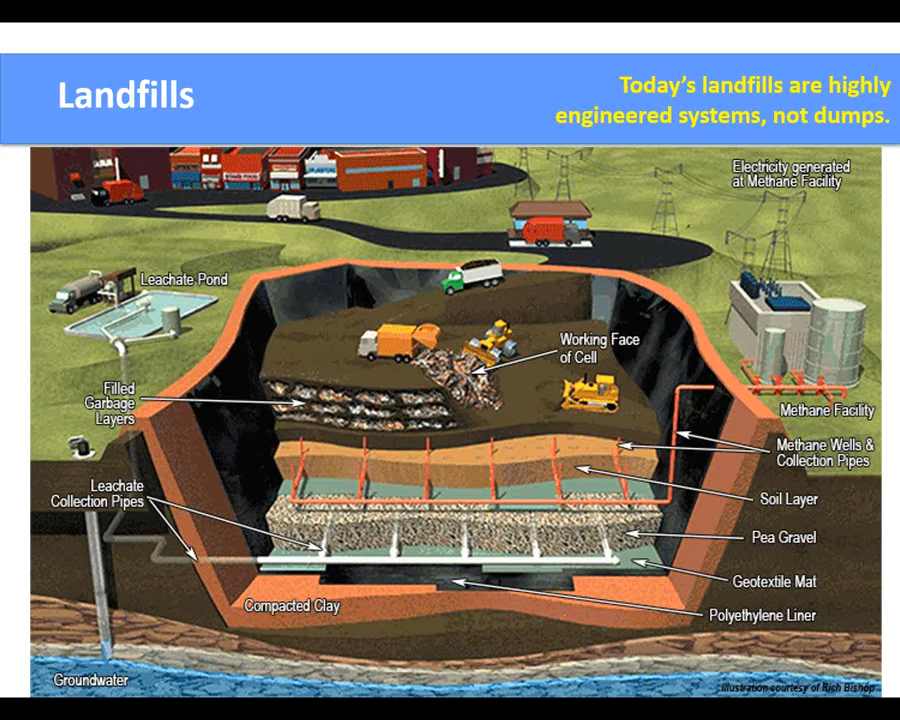 Landfills
Today's landfills are highly
engineered systems, not dumps.
Electricity generated
at Methane Facility
Leachate Pond
Working Face
of Cell
Filled
Garbage
Layers
Methane Facility
Methane Wells &
Collection Pipes
Leachate
Collection Pipes
Soil Layer
Pea Gravel
Geotextile Mat
Compacted Clay
Polyethylene Liner
Groundwater
Illustration courtesy of Rich Bishop